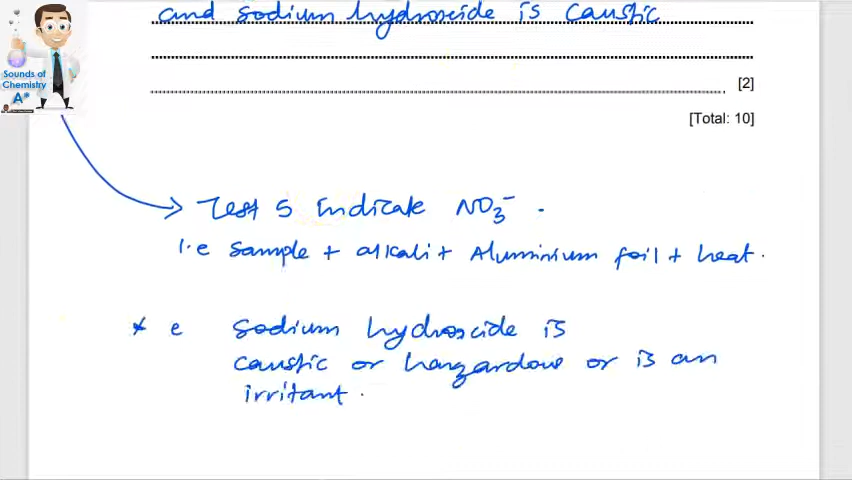 and sodium hydroxide is caustic
Sounds of
Chemistry
A*
[2]
[Total: 10]
Test 5 Indicate NO3- .
i.e sample + alkali + Aluminium foil + heat.
* e sodium hydroxide is
caustic or hazardous or is an
irritant.